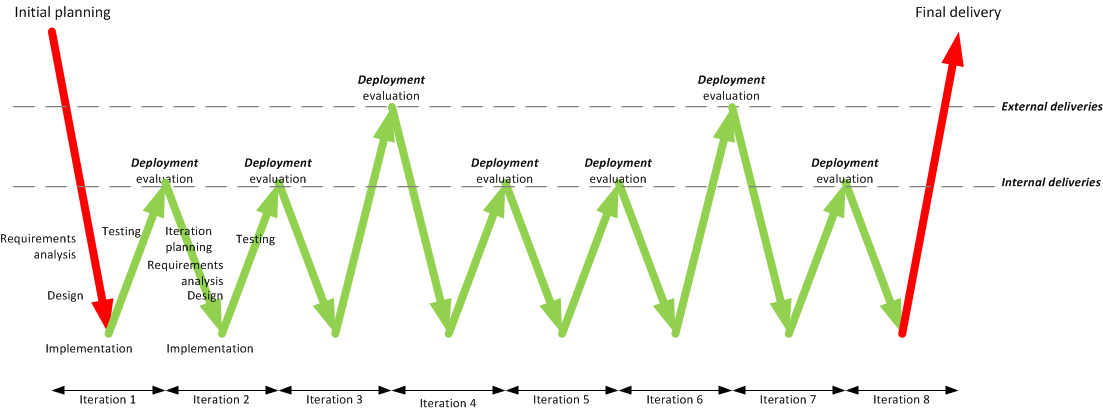 Initial planning
Final delivery
Deployment
evaluation
Deployment
evaluation
External deliveries
Deployment
evaluation
Deployment
evaluation
Deployment
evaluation
Deployment
evaluation
Deployment
evaluation
Internal deliveries
Requirements
analysis
Testing
Iteration
planning
Testing
Requirements
analysis
Design
Design
Implementation
Implementation
Iteration 1
Iteration 2
Iteration 3
Iteration 4
Iteration 5
Iteration 6
Iteration 7
Iteration 8